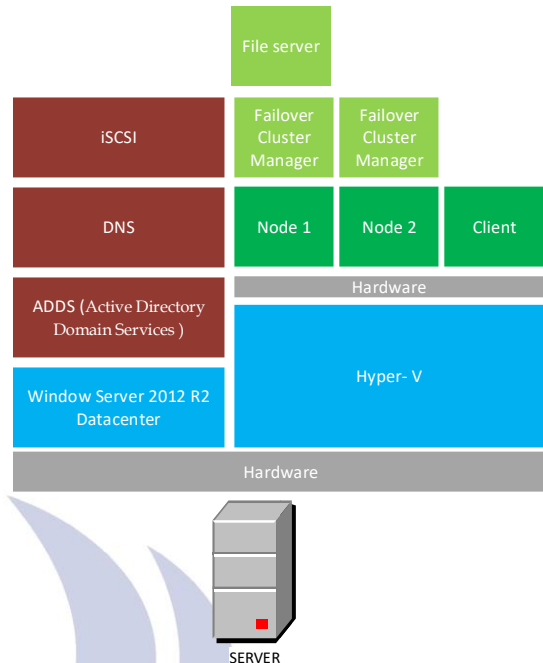 File server
iSCSI
Failover
Cluster
Manager
Failover
Cluster
Manager
DNS
Node 1
Node 2
Client
ADDS (Active Directory
Domain Services )
Hardware
Hyper- V
Window Server 2012 R2
Datacenter
Hardware
SERVER